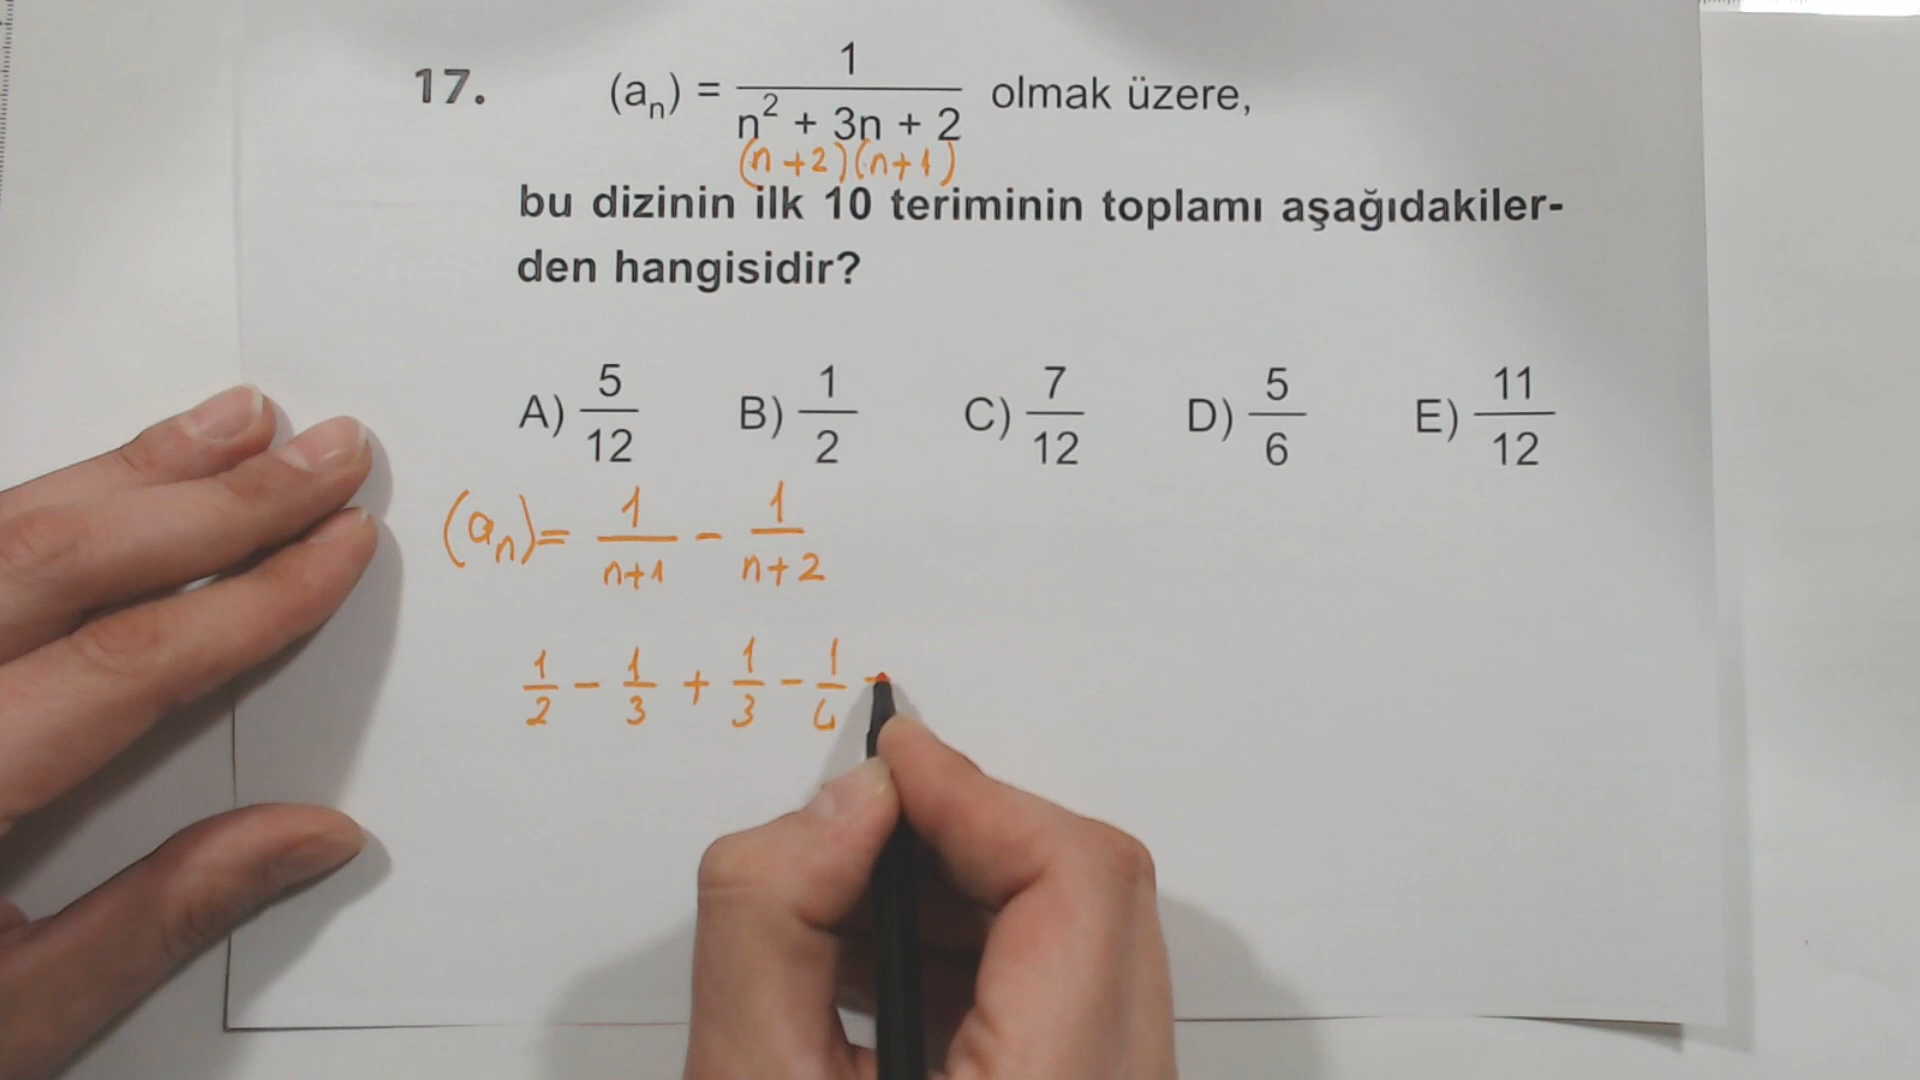 17. (aₙ) = 1 / (n² + 3n + 2) olmak üzere,
(n+2)(n+1)
bu dizinin ilk 10 teriminin toplamı aşağıdakiler-
den hangisidir?
A) 5/12 B) 1/2 C) 7/12 D) 5/6 E) 11/12
(aₙ)= 1/(n+1) - 1/(n+2)
1/2 - 1/3 + 1/3 - 1/4